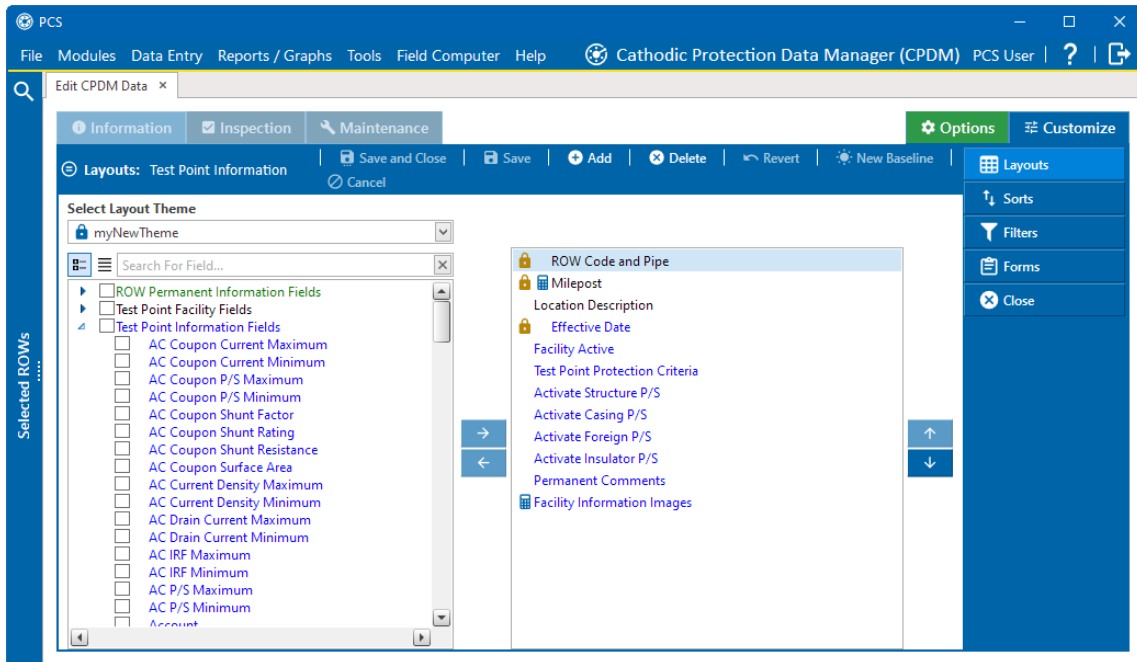 PCS
File Modules Data Entry Reports / Graphs Tools Field Computer Help Cathodic Protection Data Manager (CPDM) PCS User | ? |
Edit CPDM Data ×
Information Inspection Maintenance Options Customize
Layouts: Test Point Information | Save and Close | Save | Add | Delete | Revert | New Baseline |
Cancel
Layouts
Sorts
Filters
Forms
Close
Selected ROWs
Select Layout Theme
myNewTheme
Search For Field...
ROW Permanent Information Fields
Test Point Facility Fields
Test Point Information Fields
AC Coupon Current Maximum
AC Coupon Current Minimum
AC Coupon P/S Maximum
AC Coupon P/S Minimum
AC Coupon Shunt Factor
AC Coupon Shunt Rating
AC Coupon Shunt Resistance
AC Coupon Surface Area
AC Current Density Maximum
AC Current Density Minimum
AC Drain Current Maximum
AC Drain Current Minimum
AC IRF Maximum
AC IRF Minimum
AC P/S Maximum
AC P/S Minimum
Account
ROW Code and Pipe
Milepost
Location Description
Effective Date
Facility Active
Test Point Protection Criteria
Activate Structure P/S
Activate Casing P/S
Activate Foreign P/S
Activate Insulator P/S
Permanent Comments
Facility Information Images